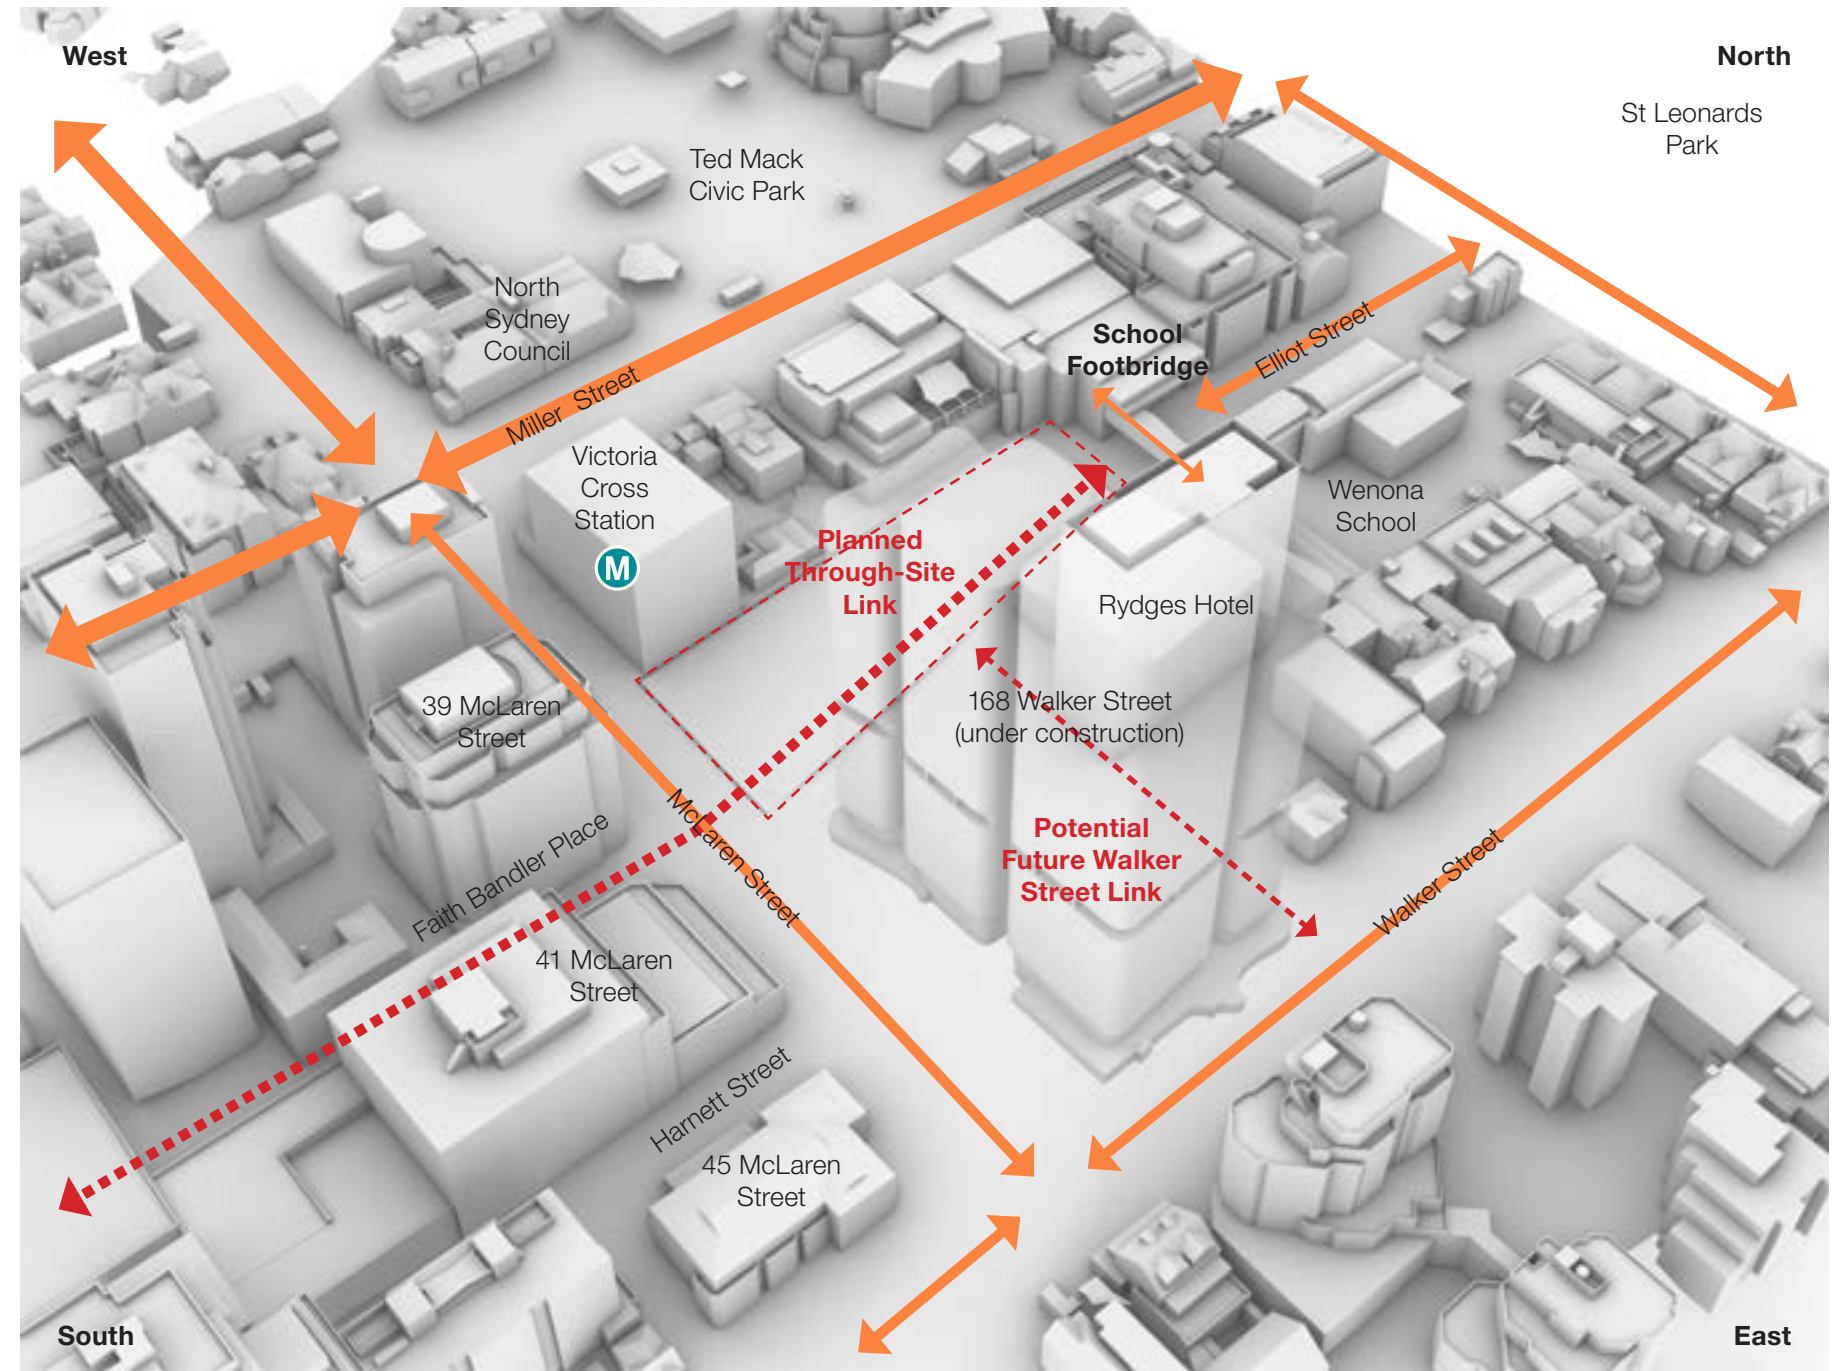 West
North
St Leonards
Park
Ted Mack
Civic Park
North
Sydney
Council
Miller Street
School
Footbridge
Elliot Street
Victoria
Cross
Station
M
Wenona
School
Planned
Through-Site
Link
Rydges Hotel
39 McLaren
Street
168 Walker Street
(under construction)
McLaren Street
Faith Bandler Place
Potential
Future Walker
Street Link
Walker Street
41 McLaren
Street
Harnett Street
45 McLaren
Street
South
East